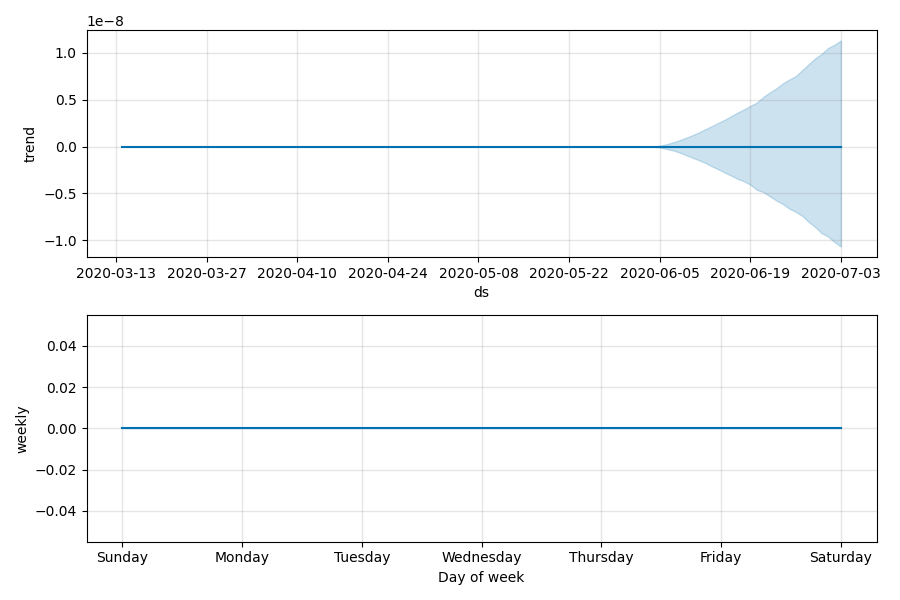 1e−8
1.0
0.5
0.0
−0.5
−1.0
trend
2020-03-13 2020-03-27 2020-04-10 2020-04-24 2020-05-08 2020-05-22 2020-06-05 2020-06-19 2020-07-03
ds
0.04
0.02
0.00
−0.02
−0.04
weekly
Sunday Monday Tuesday Wednesday Thursday Friday Saturday
Day of week